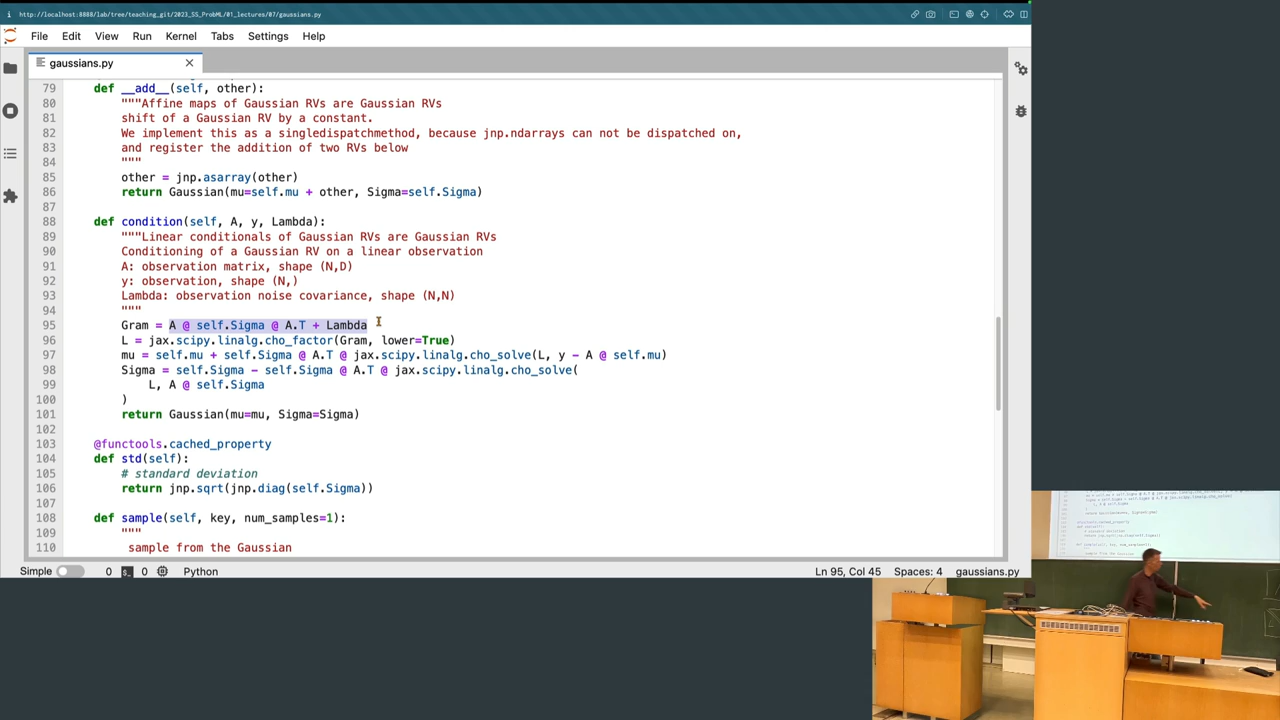 http://localhost:8888/lab/tree/teaching_git/2023_SS_ProbML/01_lectures/07/gaussians.py
File Edit View Run Kernel Tabs Settings Help
gaussians.py
79 def __add__(self, other):
80 """Affine maps of Gaussian RVs are Gaussian RVs
81 shift of a Gaussian RV by a constant.
82 We implement this as a singledispatchmethod, because jnp.ndarrays can not be dispatched on,
83 and register the addition of two RVs below
84 """
85 other = jnp.asarray(other)
86 return Gaussian(mu=self.mu + other, Sigma=self.Sigma)
87
88 def condition(self, A, y, Lambda):
89 """Linear conditionals of Gaussian RVs are Gaussian RVs
90 Conditioning of a Gaussian RV on a linear observation
91 A: observation matrix, shape (N,D)
92 y: observation, shape (N,)
93 Lambda: observation noise covariance, shape (N,N)
94 """
95 Gram = A @ self.Sigma @ A.T + Lambda
96 L = jax.scipy.linalg.cho_factor(Gram, lower=True)
97 mu = self.mu + self.Sigma @ A.T @ jax.scipy.linalg.cho_solve(L, y - A @ self.mu)
98 Sigma = self.Sigma - self.Sigma @ A.T @ jax.scipy.linalg.cho_solve(
99 L, A @ self.Sigma
100 )
101 return Gaussian(mu=mu, Sigma=Sigma)
102
103 @functools.cached_property
104 def std(self):
105 # standard deviation
106 return jnp.sqrt(jnp.diag(self.Sigma))
107
108 def sample(self, key, num_samples=1):
109 """
110 sample from the Gaussian
Simple 0 0 Python Ln 95, Col 45 Spaces: 4 gaussians.py